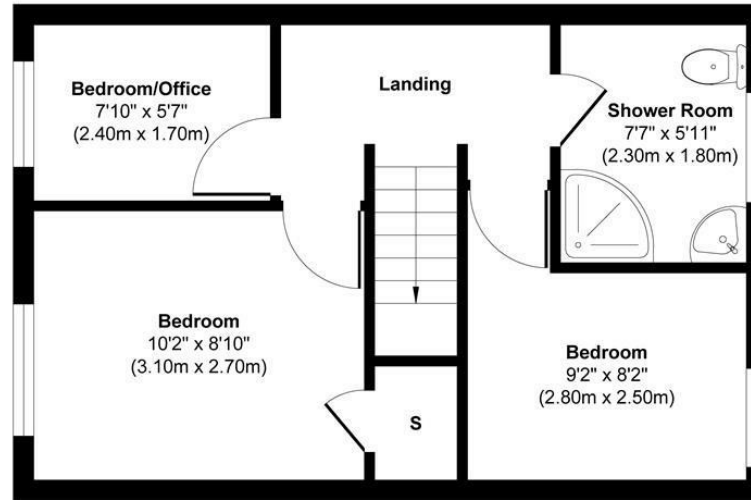 Bedroom/Office
7'10" x 5'7"
(2.40m x 1.70m)
Landing
Shower Room
7'7" x 5'11"
(2.30m x 1.80m)
Bedroom
10'2" x 8'10"
(3.10m x 2.70m)
Bedroom
9'2" x 8'2"
(2.80m x 2.50m)
S